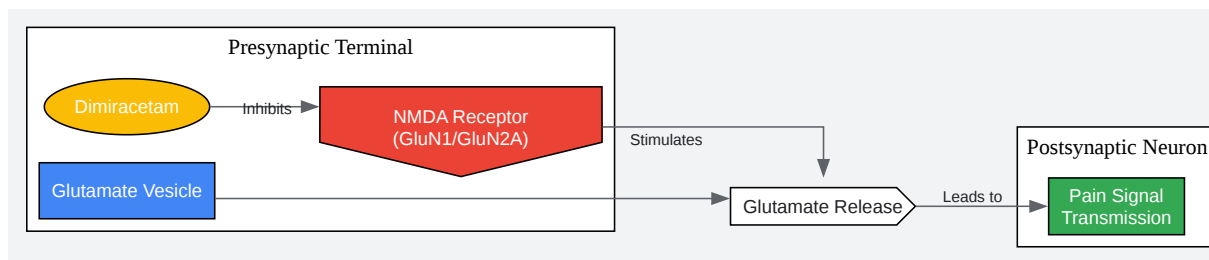 Presynaptic Terminal
Dimiracetam
Inhibits
NMDA Receptor
(GluN1/GluN2A)
Stimulates
Glutamate Vesicle
Glutamate Release
Leads to
Postsynaptic Neuron
Pain Signal
Transmission